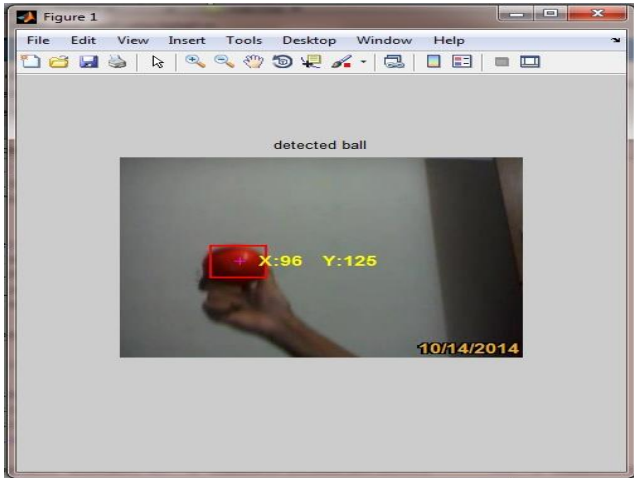 Figure 1
File Edit View Insert Tools Desktop Window Help
detected ball
X:96 Y:125
10/14/2014